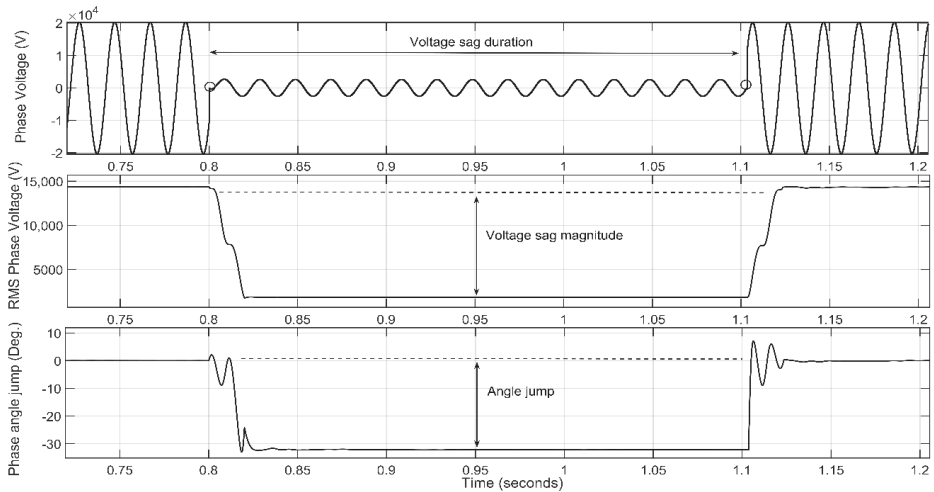 ×10⁴
Phase Voltage (V)
2
1
0
-1
-2
Voltage sag duration
0.75 0.8 0.85 0.9 0.95 1 1.05 1.1 1.15 1.2
RMS Phase Voltage (V)
15,000
10,000
5000
Voltage sag magnitude
0.75 0.8 0.85 0.9 0.95 1 1.05 1.1 1.15 1.2
Phase angle jump (Deg.)
10
0
-10
-20
-30
Angle jump
0.75 0.8 0.85 0.9 0.95 1 1.05 1.1 1.15 1.2
Time (seconds)